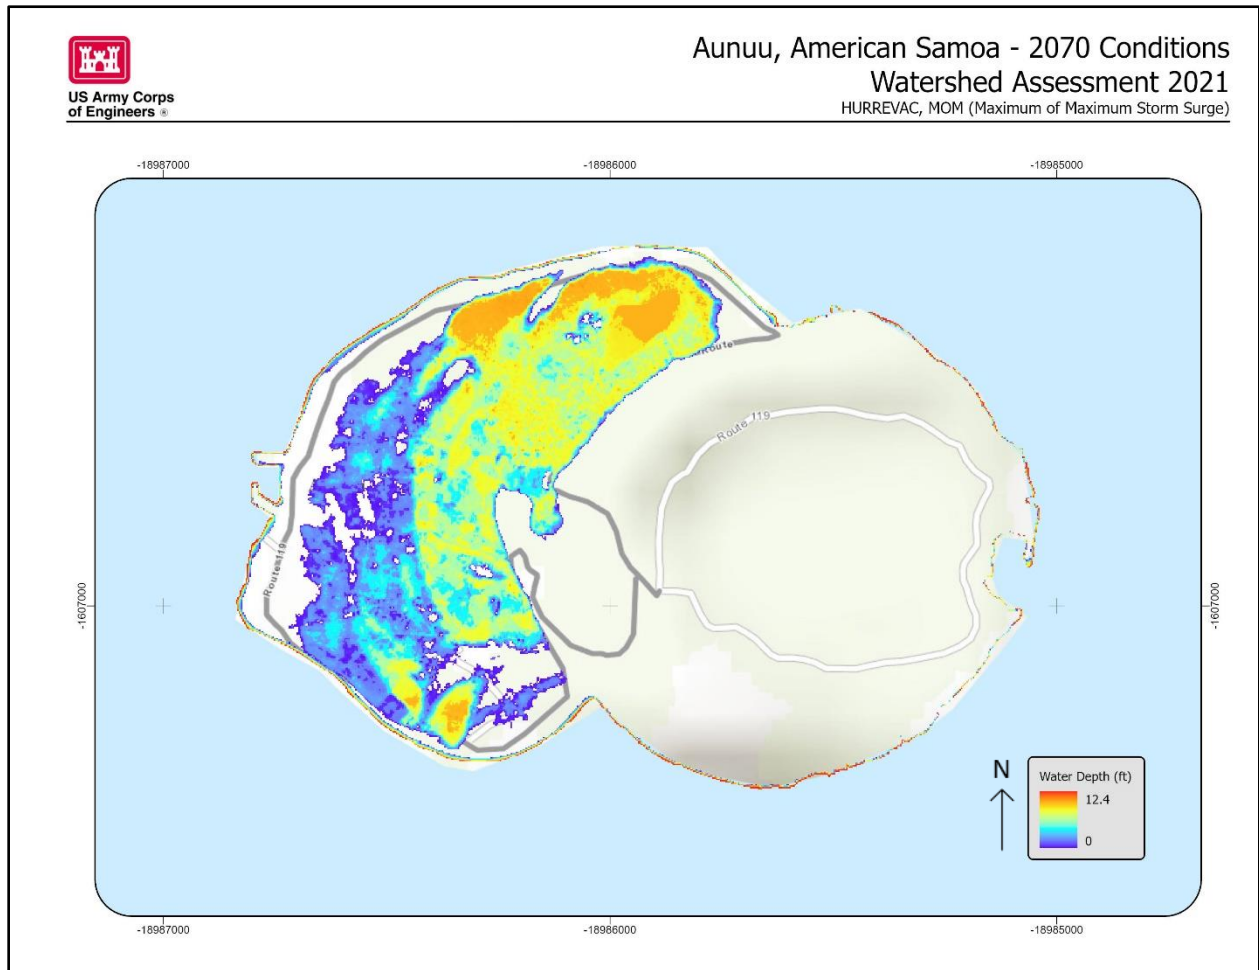 US Army Corps
of Engineers ®
Aunuu, American Samoa - 2070 Conditions
Watershed Assessment 2021
HURREVAC, MOM (Maximum of Maximum Storm Surge)
-18987000
-18986000
-18985000
Route
Route 119
Route 119
-1607000
-1607000
N
Water Depth (ft)
12.4
0
-18987000
-18986000
-18985000